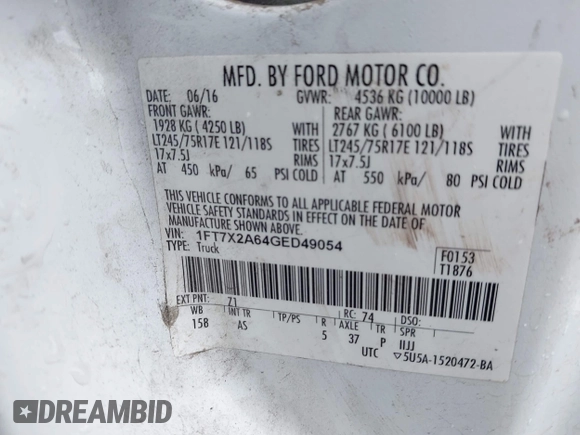 MFD. BY FORD MOTOR CO.
DATE: 06/16 GVWR: 4536 KG (10000 LB)
FRONT GAWR: REAR GAWR:
1928 KG ( 4250 LB) 2767 KG ( 6100 LB) WITH
LT245/75R17E 121/118S TIRES LT245/75R17E 121/118S TIRES
17x7.5J RIMS 17x7.5J RIMS
AT 450 kPa/ 65 PSI COLD AT 550 kPa/ 80 PSI COLD
THIS VEHICLE CONFORMS TO ALL APPLICABLE FEDERAL MOTOR
VEHICLE SAFETY STANDARDS IN EFFECT ON THE DATE OF
MANUFACTURE SHOWN ABOVE.
VIN: 1FT7X2A64GED49054
TYPE: Truck
F0153
T1876
EXT PNT: 71 RC: 74 DSO:
WB INT TR TP/PS R AXLE TR SPR
158 AS 5 37 P IIJJ
UTC ▽5U5A-1520472-BA
DREAMBID